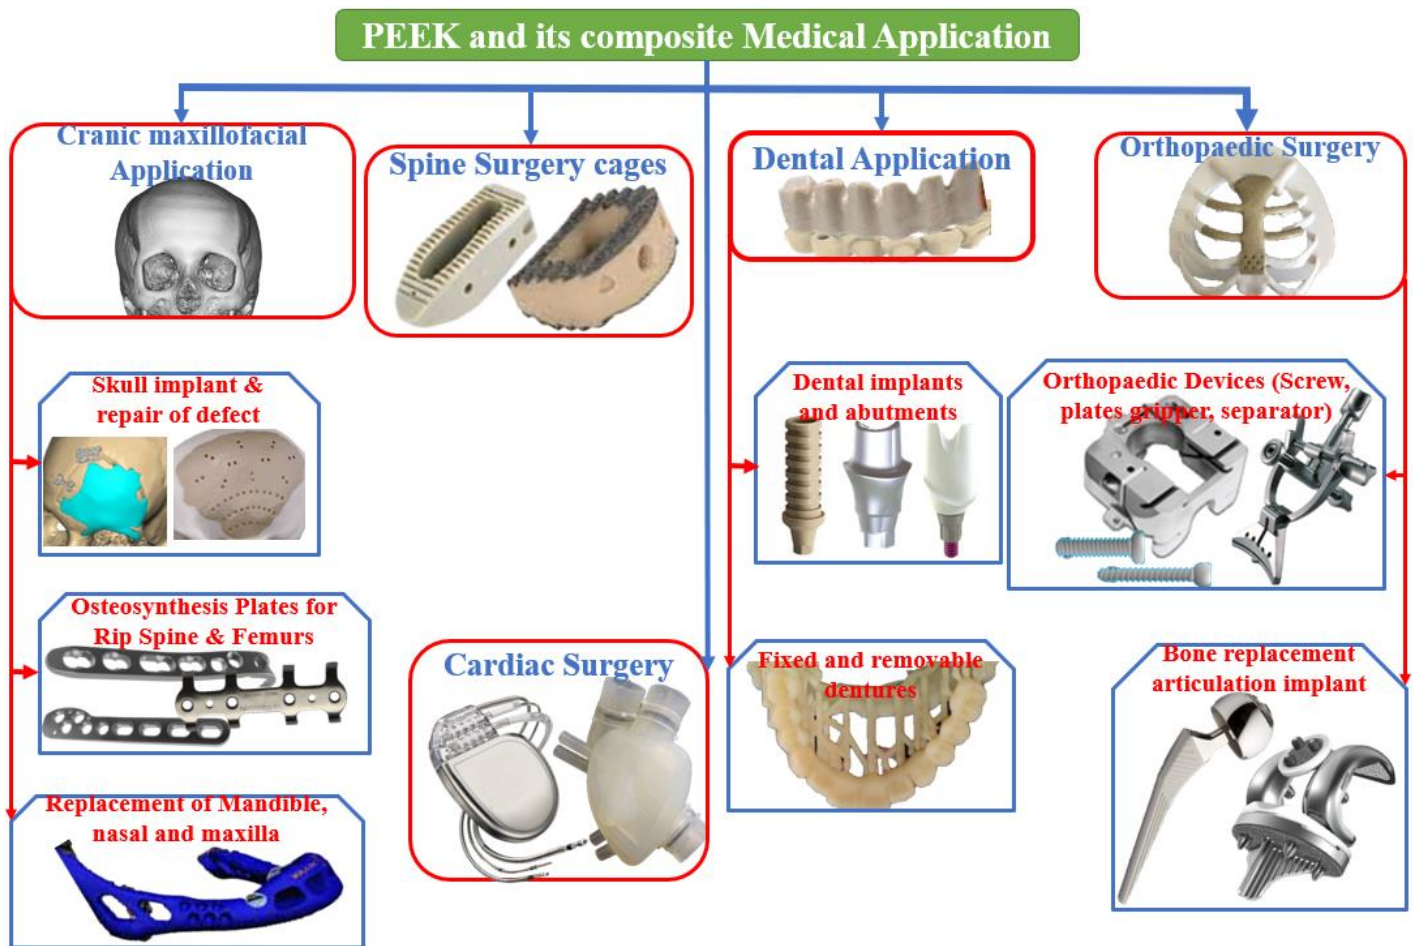 PEEK and its composite Medical Application
Cranic maxillofacial
Application
Spine Surgery cages
Dental Application
Orthopaedic Surgery
Skull implant &
repair of defect
Osteosynthesis Plates for
Rip Spine & Femurs
Replacement of Mandible,
nasal and maxilla
Cardiac Surgery
Dental implants
and abutments
Fixed and removable
dentures
Orthopaedic Devices (Screw,
plates gripper, separator)
Bone replacement
articulation implant